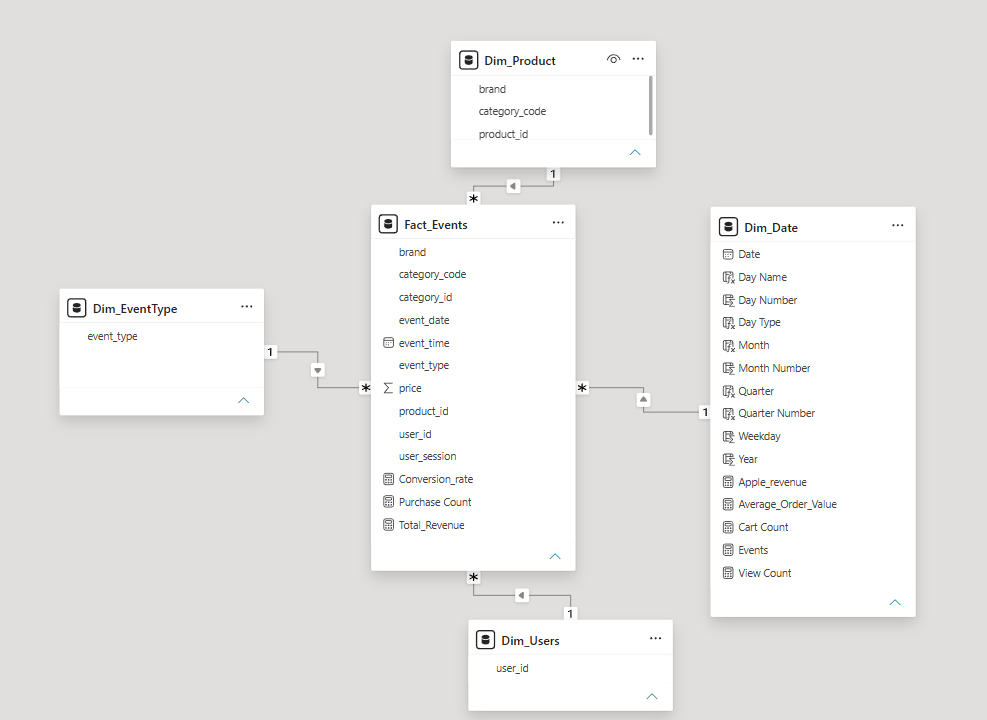 Dim_Product
brand
category_code
product_id
1
*
Fact_Events
brand
category_code
category_id
event_date
event_time
event_type
price
product_id
user_id
user_session
Conversion_rate
Purchase Count
Total_Revenue
Dim_EventType
event_type
1
*
*
1
Dim_Date
Date
Day Name
Day Number
Day Type
Month
Month Number
Quarter
Quarter Number
Weekday
Year
Apple_revenue
Average_Order_Value
Cart Count
Events
View Count
*
1
Dim_Users
user_id